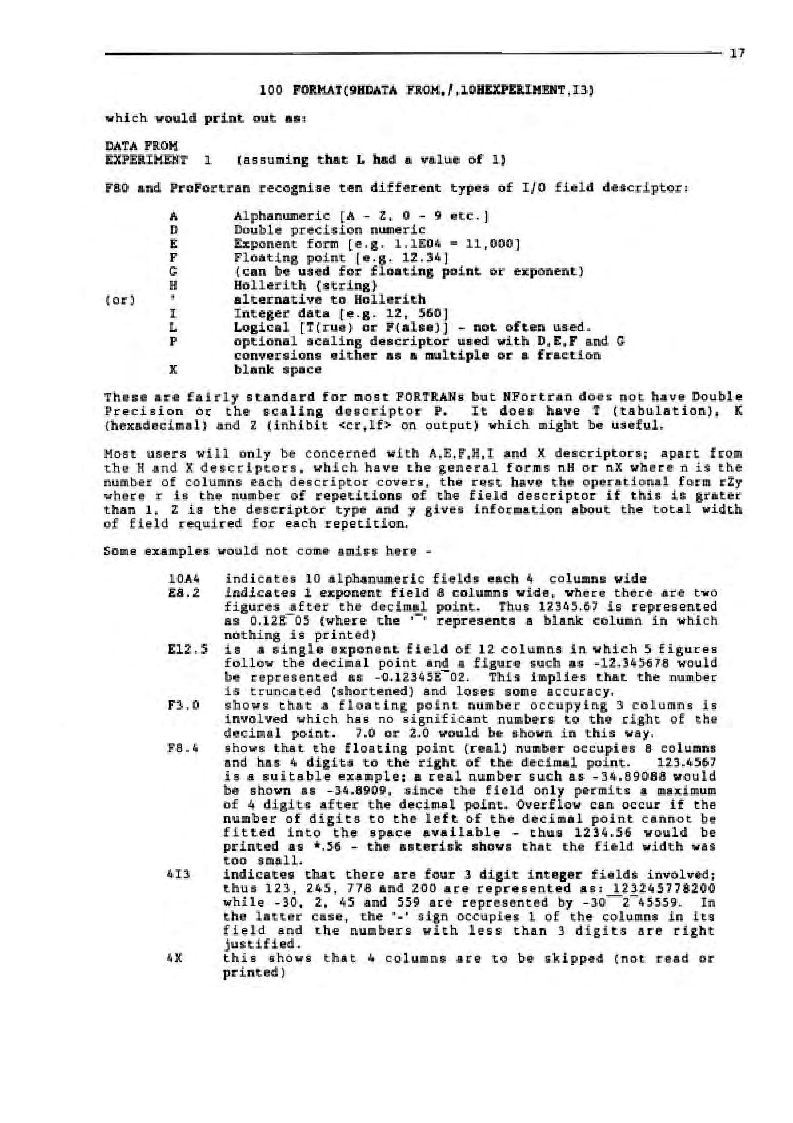 17
100 FORMAT(9HDATA FROM,/,10HEXPERIMENT,I3)
which would print out as:
DATA FROM
EXPERIMENT 1 (assuming that L had a value of 1)
F80 and ProFortran recognise ten different types of I/O field descriptor:
A Alphanumeric [A - Z, 0 - 9 etc.]
D Double precision numeric
E Exponent form [e.g. 1.1E04 = 11,000]
F Floating point [e.g. 12.34]
G (can be used for floating point or exponent)
H Hollerith (string)
(or) ' alternative to Hollerith
I Integer data [e.g. 12, 560]
L Logical [T(rue) or F(alse)] - not often used.
P optional scaling descriptor used with D,E,F and G
conversions either as a multiple or a fraction
X blank space
These are fairly standard for most FORTRANs but NFortran does not have Double
Precision or the scaling descriptor P. It does have T (tabulation), K
(hexadecimal) and Z (inhibit <cr,lf> on output) which might be useful.
Most users will only be concerned with A,E,F,H,I and X descriptors; apart from
the H and X descriptors, which have the general forms nH or nX where n is the
number of columns each descriptor covers, the rest have the operational form rZy
where r is the number of repetitions of the field descriptor if this is grater
than 1, Z is the descriptor type and y gives information about the total width
of field required for each repetition.
Some examples would not come amiss here -
10A4 indicates 10 alphanumeric fields each 4 columns wide
E8.2 indicates 1 exponent field 8 columns wide, where there are two
figures after the decimal point. Thus 12345.67 is represented
as 0.12E¯05 (where the '¯' represents a blank column in which
nothing is printed)
E12.5 is a single exponent field of 12 columns in which 5 figures
follow the decimal point and a figure such as -12.345678 would
be represented as -0.12345E¯02. This implies that the number
is truncated (shortened) and loses some accuracy.
F3.0 shows that a floating point number occupying 3 columns is
involved which has no significant numbers to the right of the
decimal point. 7.0 or 2.0 would be shown in this way.
F8.4 shows that the floating point (real) number occupies 8 columns
and has 4 digits to the right of the decimal point. 123.4567
is a suitable example; a real number such as -34.89088 would
be shown as -34.8909, since the field only permits a maximum
of 4 digits after the decimal point. Overflow can occur if the
number of digits to the left of the decimal point cannot be
fitted into the space available - thus 1234.56 would be
printed as *.56 - the asterisk shows that the field width was
too small.
4I3 indicates that there are four 3 digit integer fields involved;
thus 123, 245, 778 and 200 are represented as: 123245778200
while -30, 2, 45 and 559 are represented by -30¯¯2¯45559. In
the latter case, the '-' sign occupies 1 of the columns in its
field and the numbers with less than 3 digits are right
justified.
4X this shows that 4 columns are to be skipped (not read or
printed)